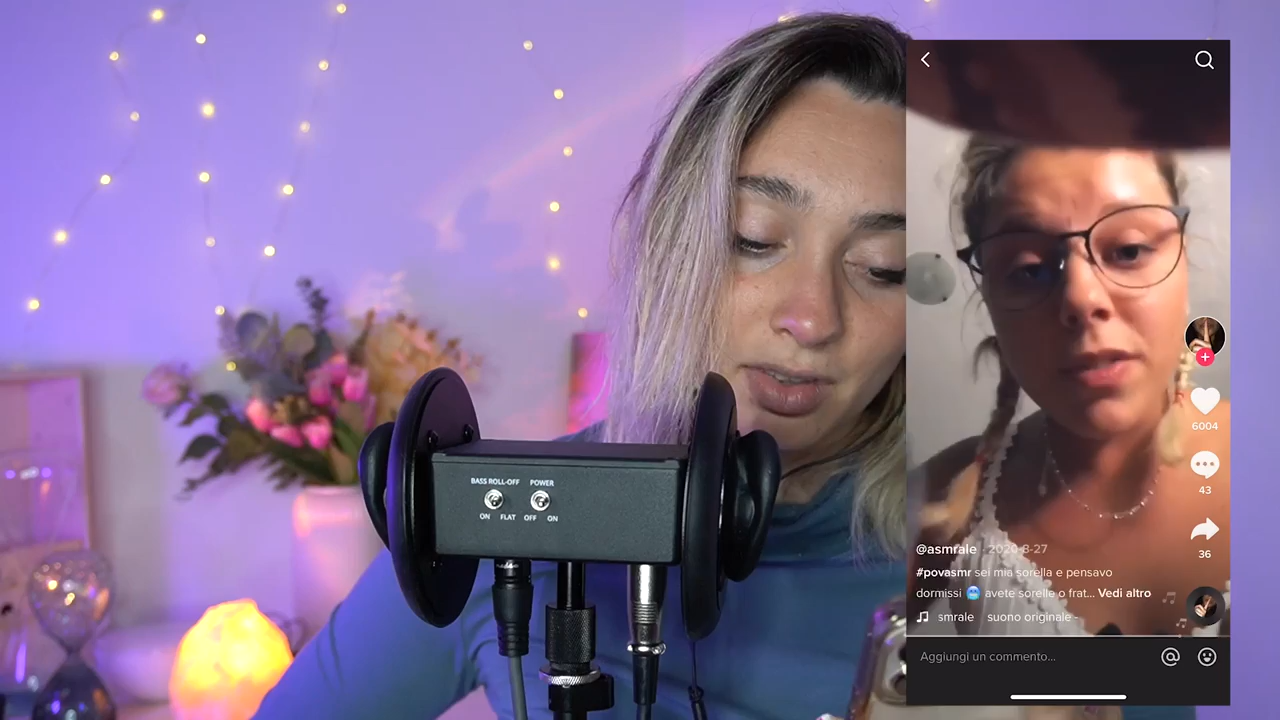 BASS ROLL-OFF POWER
ON FLAT OFF ON
6004
43
36
@asmrale · 2020-8-27
#povasmr sei mia sorella e pensavo
dormissi 🥶 avete sorelle o frat... Vedi altro
smrale suono originale -
Aggiungi un commento...